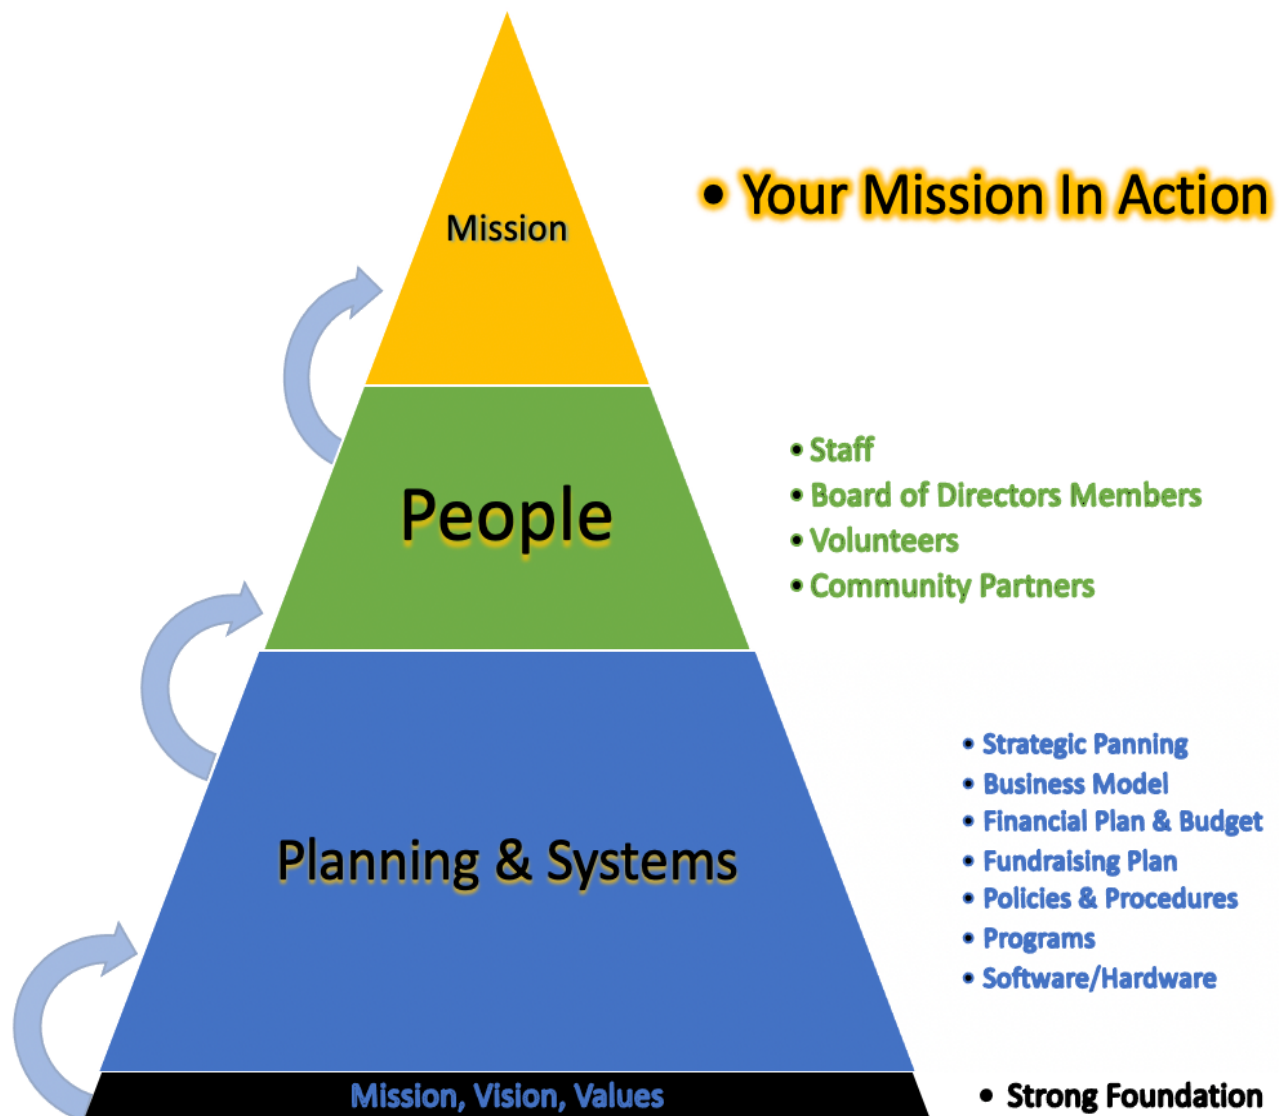 • Your Mission In Action
Mission
• Staff
• Board of Directors Members
People
• Volunteers
• Community Partners
• Strategic Panning
• Business Model
• Financial Plan & Budget
Planning & Systems
• Fundraising Plan
• Policies & Procedures
• Programs
• Software/Hardware
Mission, Vision, Values
• Strong Foundation